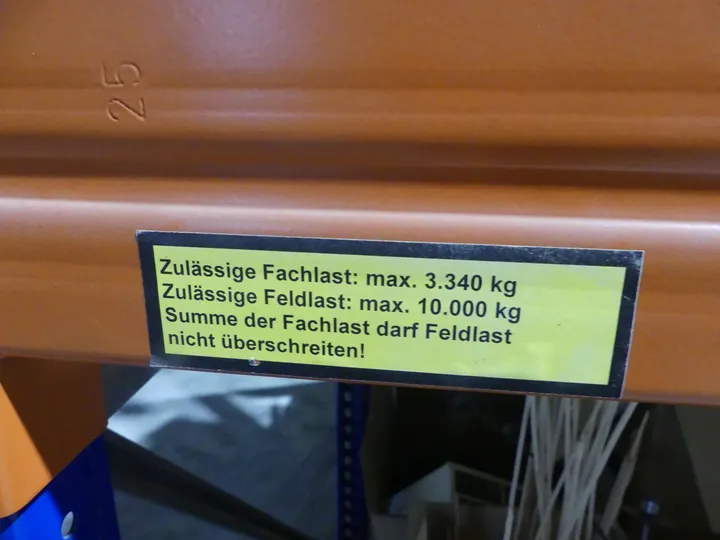 25
Zulässige Fachlast: max. 3.340 kg
Zulässige Feldlast: max. 10.000 kg
Summe der Fachlast darf Feldlast
nicht überschreiten!